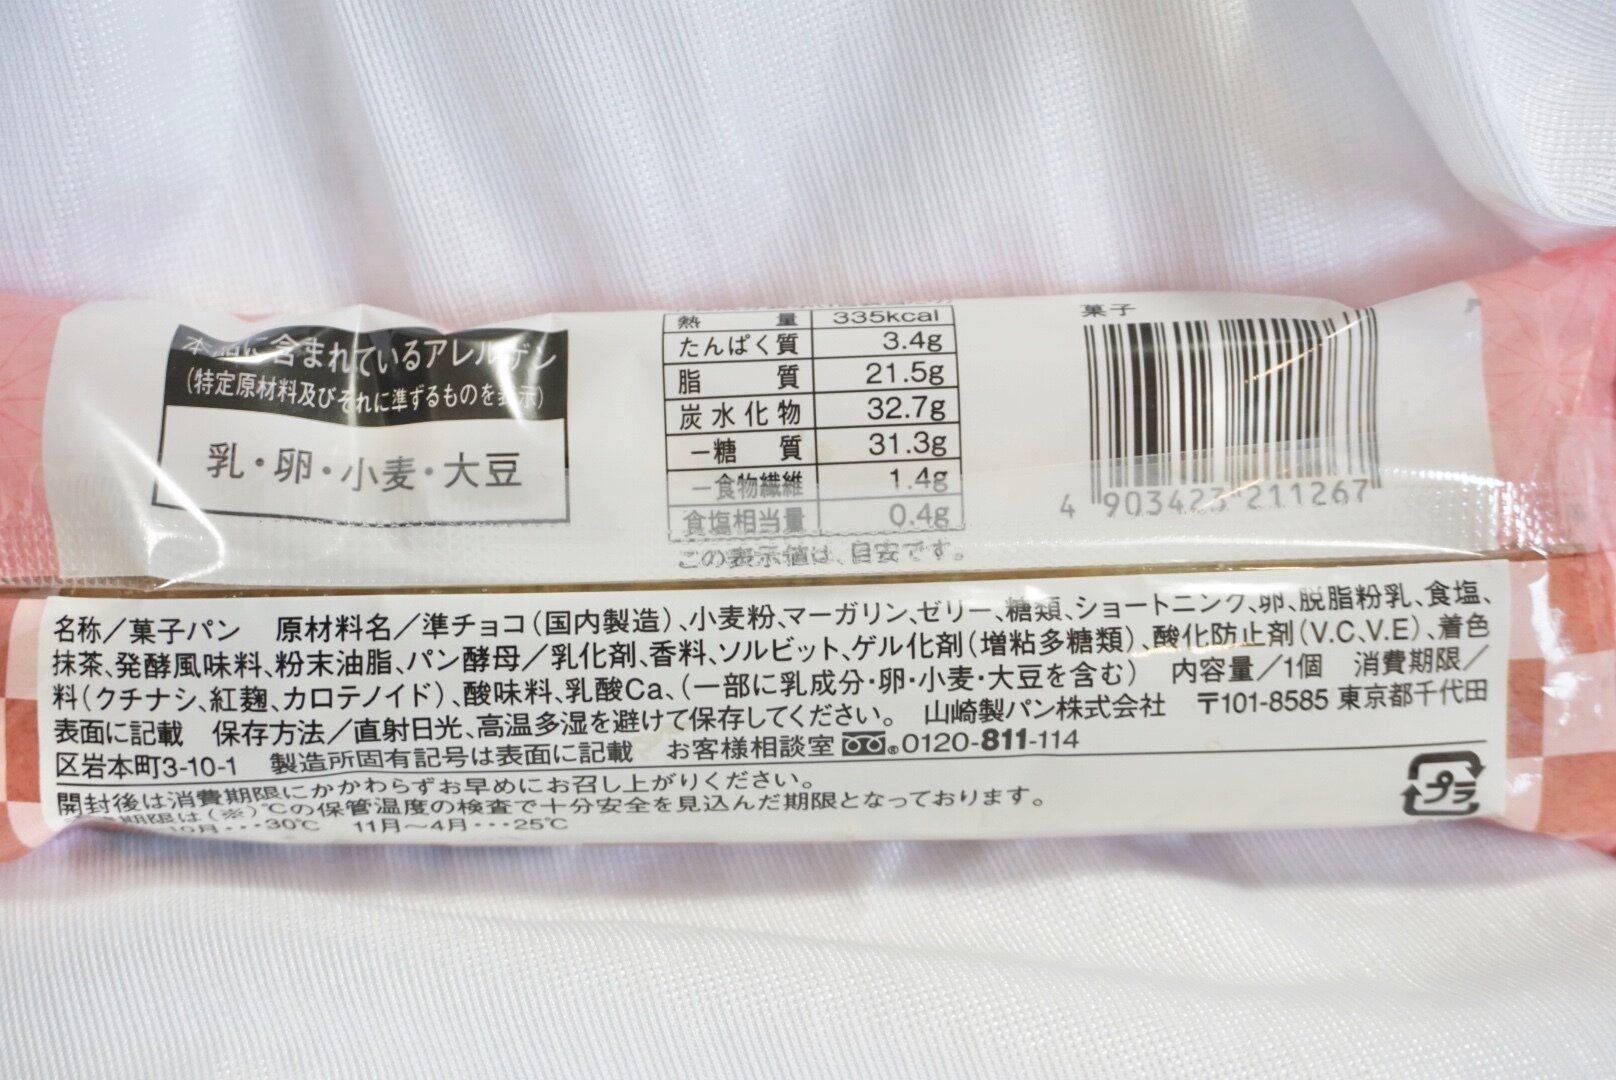 本品に含まれているアレルゲン
(特定原材料及びそれに準ずるものを表示)
乳・卵・小麦・大豆
熱量 335kcal
たんぱく質 3.4g
脂質 21.5g
炭水化物 32.7g
－糖質 31.3g
－食物繊維 1.4g
食塩相当量 0.4g
この表示値は、目安です。
菓子
4 903423 211267
名称／菓子パン 原材料名／準チョコ(国内製造)、小麦粉、マーガリン、ゼリー、糖類、ショートニング、卵、脱脂粉乳、食塩、
抹茶、発酵風味料、粉末油脂、パン酵母／乳化剤、香料、ソルビット、ゲル化剤(増粘多糖類)、酸化防止剤(V.C、V.E)、着色
料(クチナシ、紅麹、カロテノイド)、酸味料、乳酸Ca、(一部に乳成分・卵・小麦・大豆を含む) 内容量／1個 消費期限／
表面に記載 保存方法／直射日光、高温多湿を避けて保存してください。 山崎製パン株式会社 〒101-8585 東京都千代田
区岩本町3-10-1 製造所固有記号は表面に記載 お客様相談室 ®0120-811-114
開封後は消費期限にかかわらずお早めにお召し上がりください。
期限は(※)℃の保管温度の検査で十分安全を見込んだ期限となっております。
10月・・・30℃ 11月～4月・・・25℃
プラ